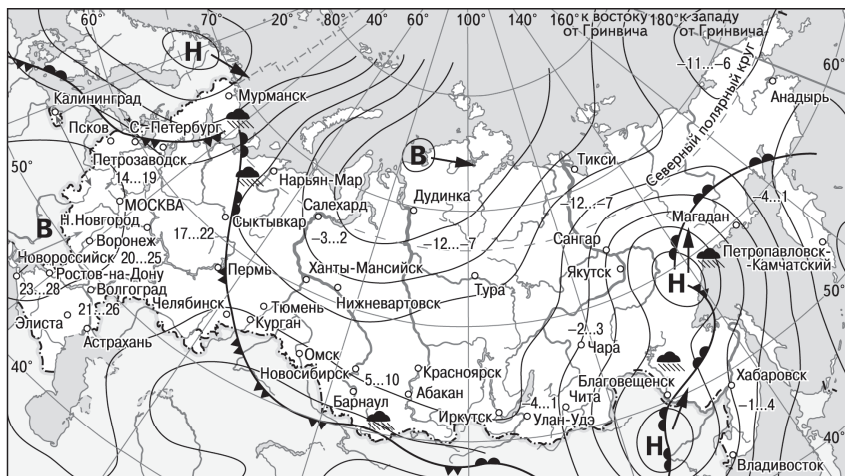 60° 70° 20° 80° 40° 60° 100° 140° 160° к востоку 180° к западу
от Гринвича от Гринвича
Н
−11...−6
60°
Анадырь
Северный полярный круг
Мурманск
Калининград
Псков С.-Петербург
Петрозаводск
14...19
50°
МОСКВА
В Н.Новгород
Воронеж
17...22
Новороссийск 20...25
Ростов-на-Дону
23...28 Волгоград
Элиста 21...26
Астрахань
40°
Нарьян-Мар
Салехард
Сыктывкар
−3...2
Пермь
Ханты-Мансийск
Нижневартовск
Челябинск
Тюмень
Курган
Омск
Новосибирск
5...10
Барнаул
В
Дудинка
−12...−7
Тура
Красноярск
Абакан
Иркутск
−4...1
Улан-Удэ
Чита
Тикси
−12...−7
Сангар
Якутск
−2...3
Чара
Благовещенск
Н
−4...1
Магадан
Петропавловск-
-Камчатский
Н
50°
Хабаровск
−1...4
Владивосток
40°